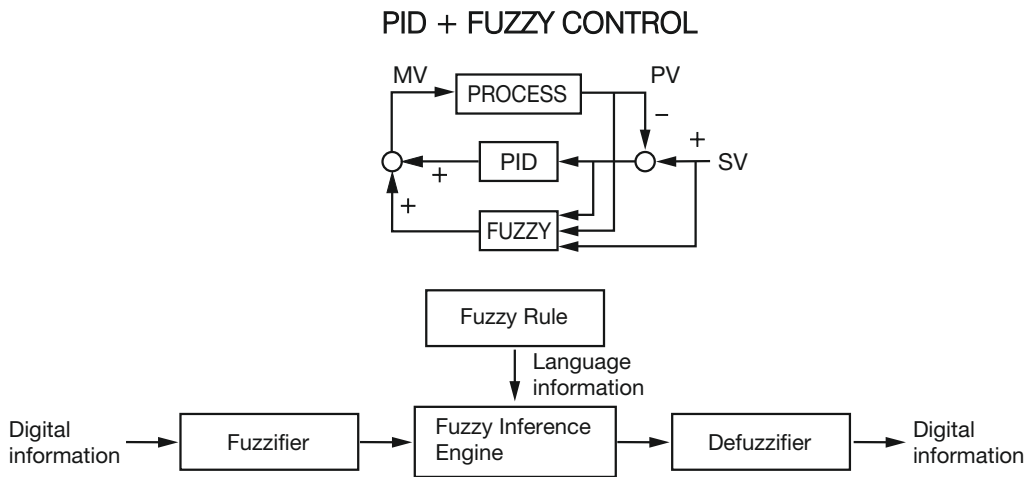 PID + FUZZY CONTROL
MV
PV
PROCESS
−
+
SV
PID
+
+
FUZZY
Fuzzy Rule
Language
information
Digital
information
Fuzzifier
Fuzzy Inference
Engine
Defuzzifier
Digital
information